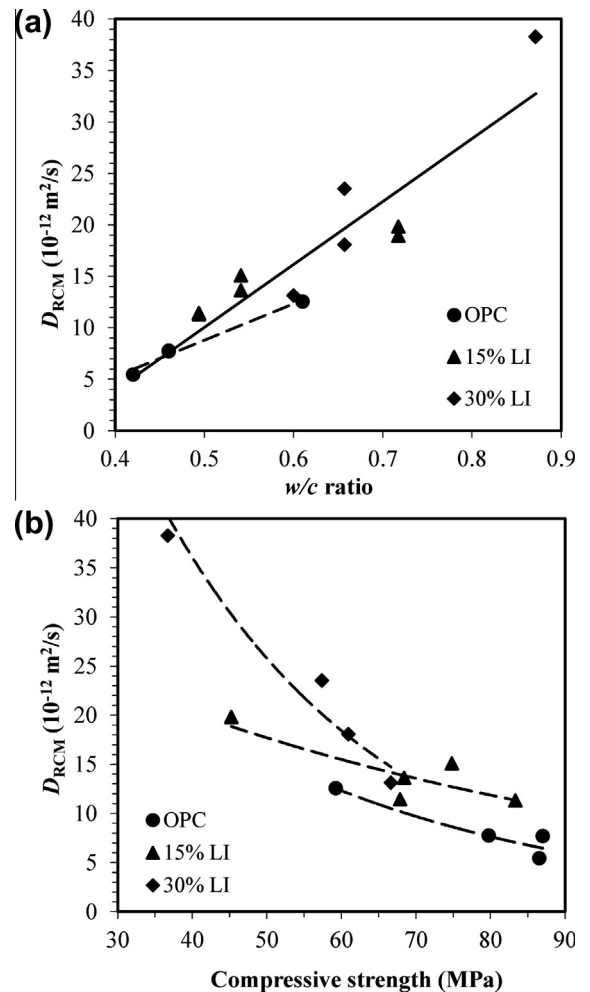 (a)
40
35
30
25
20
15
10
5
0
D_RCM (10⁻¹² m²/s)
OPC
15% LI
30% LI
0.4 0.5 0.6 0.7 0.8 0.9
w/c ratio
(b)
40
35
30
25
20
15
10
5
0
D_RCM (10⁻¹² m²/s)
OPC
15% LI
30% LI
30 40 50 60 70 80 90
Compressive strength (MPa)